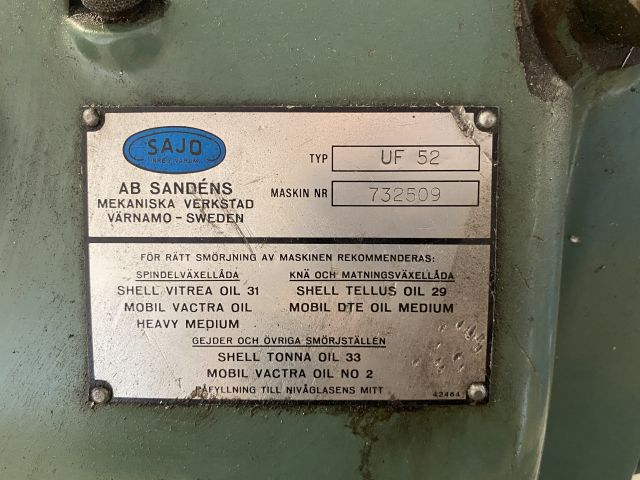 SAJO
INREG. VARUM.
TYP UF 52
AB SANDÉNS
MEKANISKA VERKSTAD
VÄRNAMO - SWEDEN
MASKIN NR 732509
FÖR RÄTT SMÖRJNING AV MASKINEN REKOMMENDERAS:
SPINDELVÄXELLÅDA
SHELL VITREA OIL 31
MOBIL VACTRA OIL
HEAVY MEDIUM
KNÄ OCH MATNINGSVÄXELLÅDA
SHELL TELLUS OIL 29
MOBIL DTE OIL MEDIUM
GEJDER OCH ÖVRIGA SMÖRJSTÄLLEN
SHELL TONNA OIL 33
MOBIL VACTRA OIL NO 2
PÅFYLLNING TILL NIVÅGLASENS MITT
42464